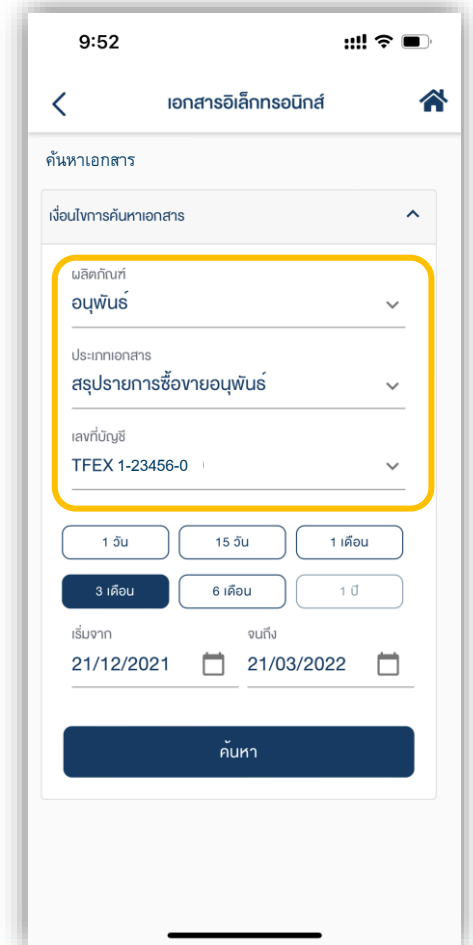 9:52
เอกสารอิเล็กทรอนิกส์
ค้นหาเอกสาร
เงื่อนไขการค้นหาเอกสาร
ผลิตภัณฑ์
อนุพันธ์
ประเภทเอกสาร
สรุปรายการซื้อขายอนุพันธ์
เลขที่บัญชี
TFEX 1-23456-0
1 วัน 15 วัน 1 เดือน
3 เดือน 6 เดือน 1 ปี
เริ่มจาก จนถึง
21/12/2021 21/03/2022
ค้นหา